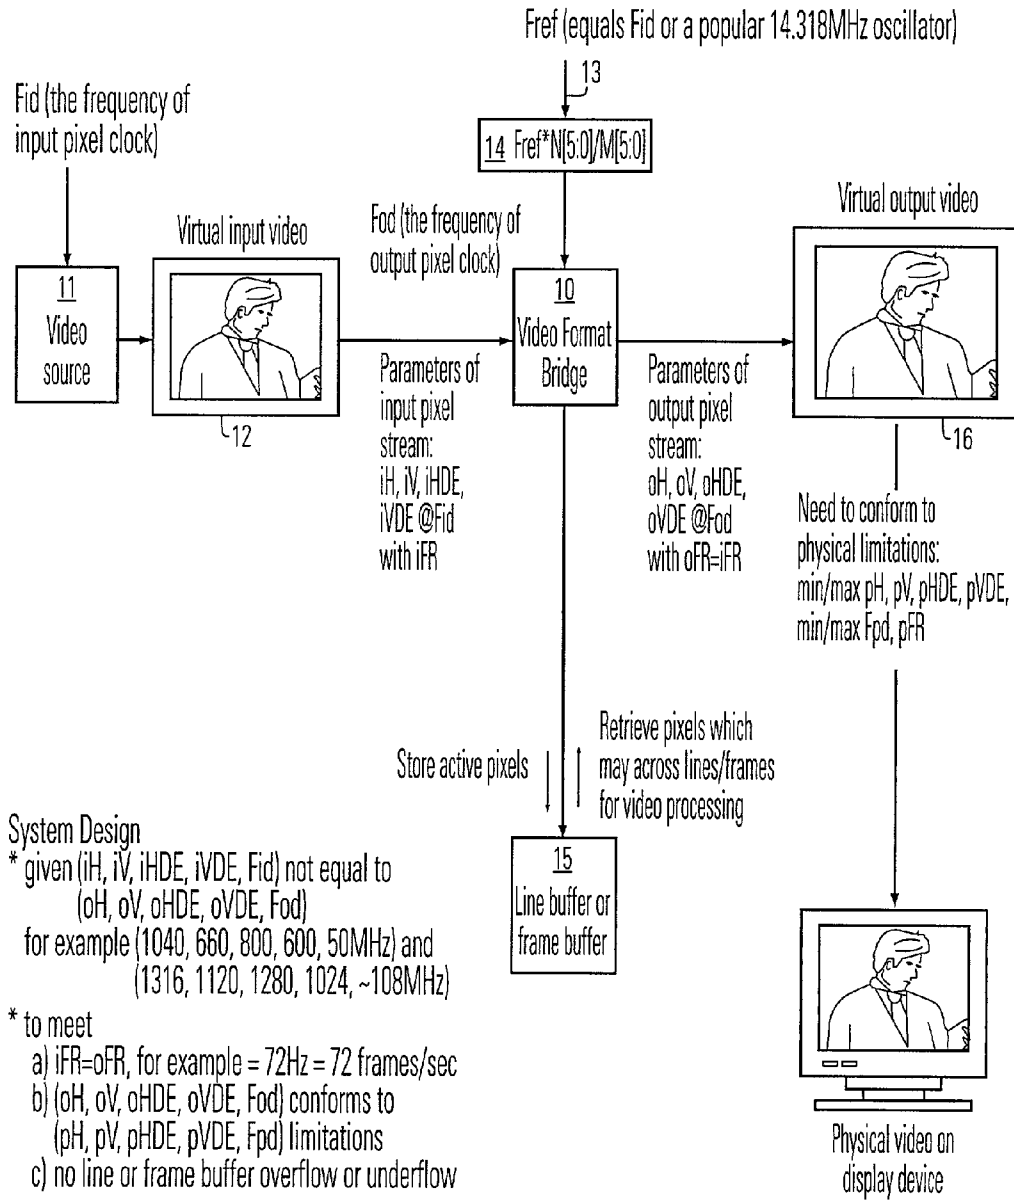 Fref (equals Fid or a popular 14.318MHz oscillator)
13
Fid (the frequency of
input pixel clock)
14 Fref*N[5:0]/M[5:0]
Virtual input video
Fod (the frequency of
output pixel clock)
Virtual output video
11
Video
source
12
10
Video Format
Bridge
16
Parameters of
input pixel
stream:
iH, iV, iHDE,
iVDE @Fid
with iFR
Parameters of
output pixel
stream:
oH, oV, oHDE,
oVDE @Fod
with oFR=iFR
Need to conform to
physical limitations:
min/max pH, pV, pHDE, pVDE,
min/max Fpd, pFR
Store active pixels
Retrieve pixels which
may across lines/frames
for video processing
15
Line buffer or
frame buffer
System Design
* given (iH, iV, iHDE, iVDE, Fid) not equal to
(oH, oV, oHDE, oVDE, Fod)
for example (1040, 660, 800, 600, 50MHz) and
(1316, 1120, 1280, 1024, ~108MHz)
* to meet
a) iFR=oFR, for example = 72Hz = 72 frames/sec
b) (oH, oV, oHDE, oVDE, Fod) conforms to
(pH, pV, pHDE, pVDE, Fpd) limitations
c) no line or frame buffer overflow or underflow
Physical video on
display device